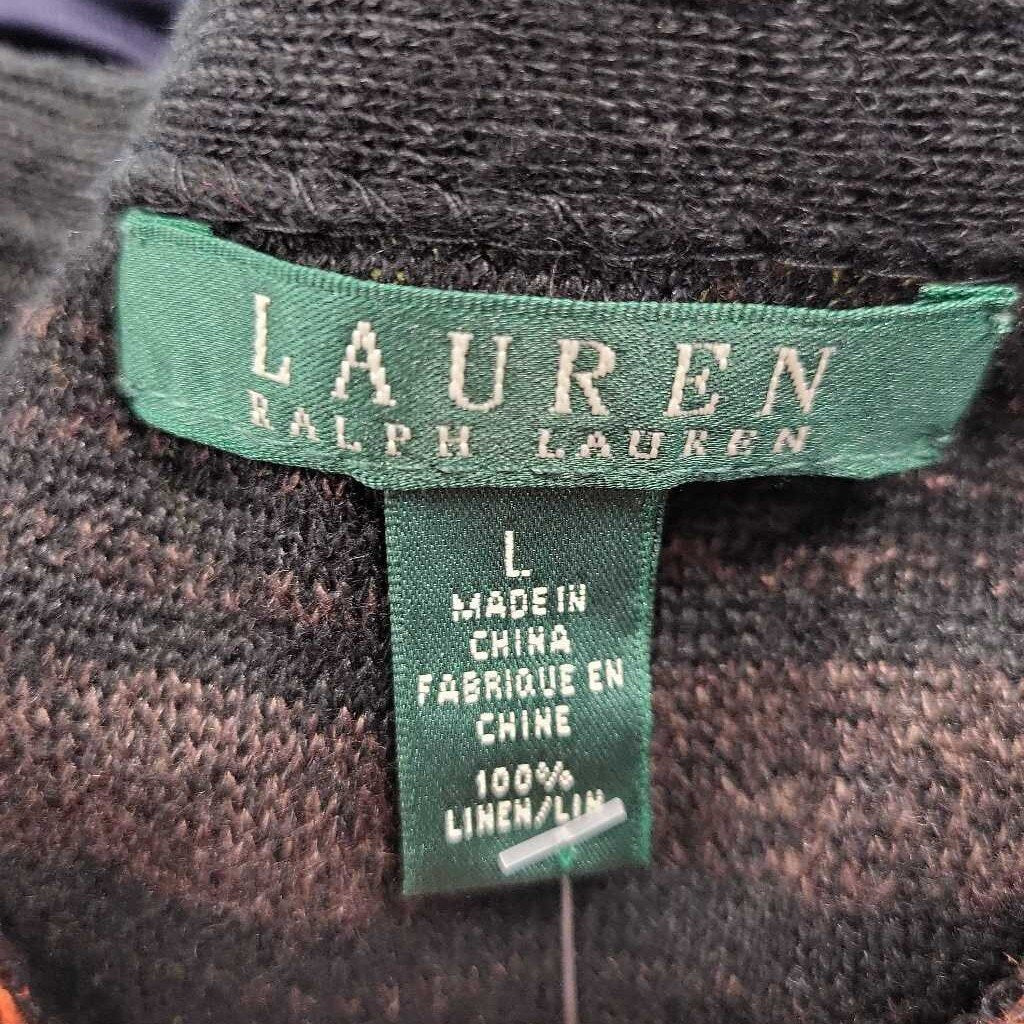 LAUREN
RALPH LAUREN
L
MADE IN
CHINA
FABRIQUE EN
CHINE
100%
LINEN/LIN